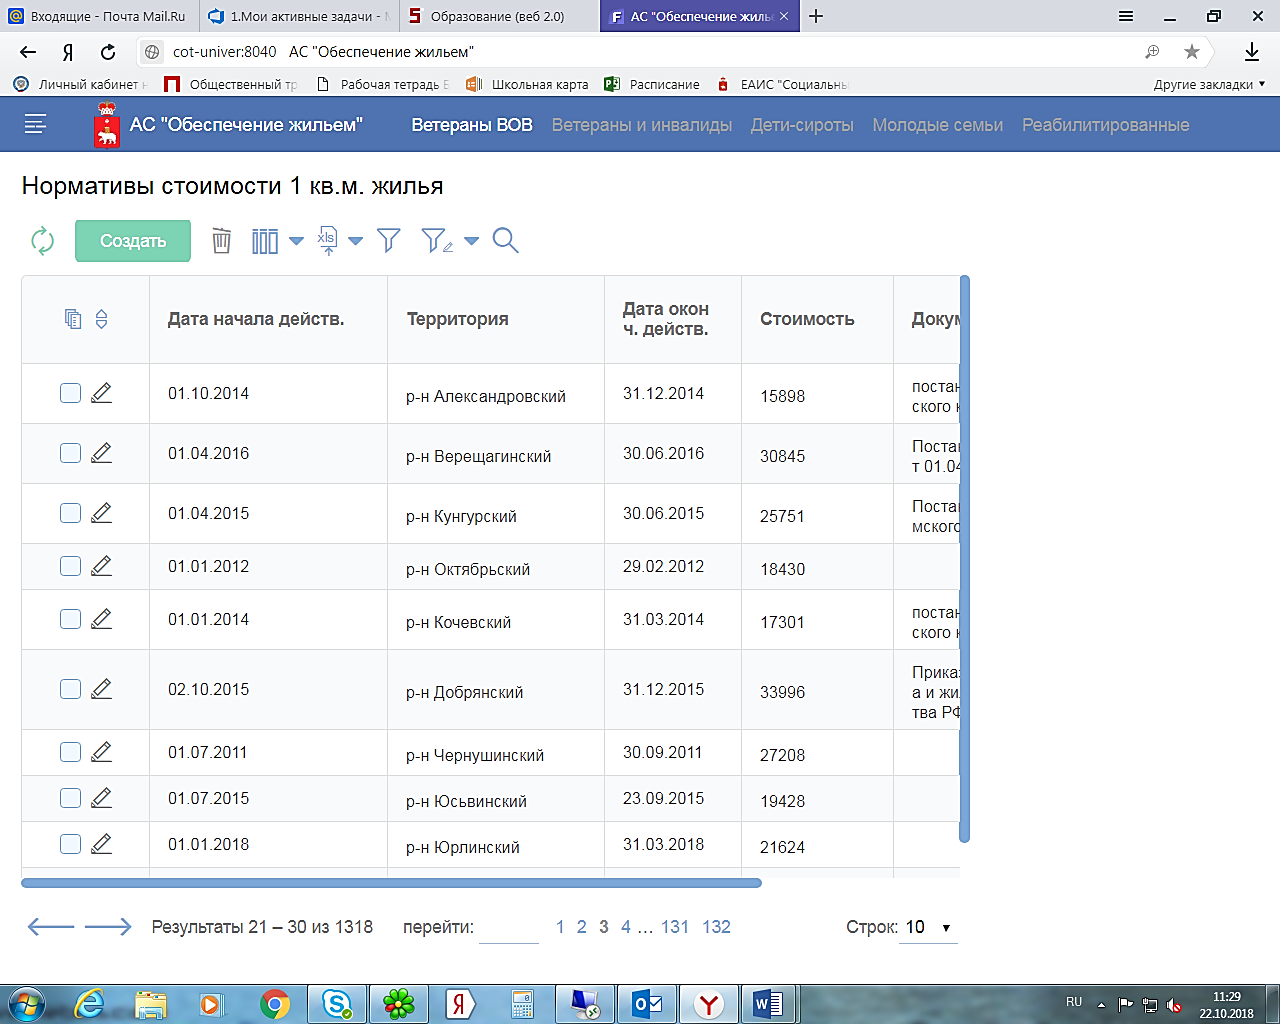 Входящие - Почта Mail.Ru
1.Мои активные задачи -
Образование (веб 2.0)
АС "Обеспечение жилье
cot-univer:8040 АС "Обеспечение жильем"
Личный кабинет
Общественный тр
Рабочая тетрадь
Школьная карта
Расписание
ЕАИС "Социальны
Другие закладки
АС "Обеспечение жильем"
Ветераны ВОВ
Ветераны и инвалиды
Дети-сироты
Молодые семьи
Реабилитированные
Нормативы стоимости 1 кв.м. жилья
Создать
xls
Дата начала действ.
Территория
Дата окон
ч. действ.
Стоимость
Докум
01.10.2014
р-н Александровский
31.12.2014
15898
постан
ского к
01.04.2016
р-н Верещагинский
30.06.2016
30845
Поста
т 01.04
01.04.2015
р-н Кунгурский
30.06.2015
25751
Поста
мского
01.01.2012
р-н Октябрьский
29.02.2012
18430
01.01.2014
р-н Кочевский
31.03.2014
17301
постан
ского к
02.10.2015
р-н Добрянский
31.12.2015
33996
Прика
а и жи
тва РФ
01.07.2011
р-н Чернушинский
30.09.2011
27208
01.07.2015
р-н Юсьвинский
23.09.2015
19428
01.01.2018
р-н Юрлинский
31.03.2018
21624
Результаты 21 – 30 из 1318
перейти:
1 2 3 4 ... 131 132
Строк: 10
RU
11:29
22.10.2018